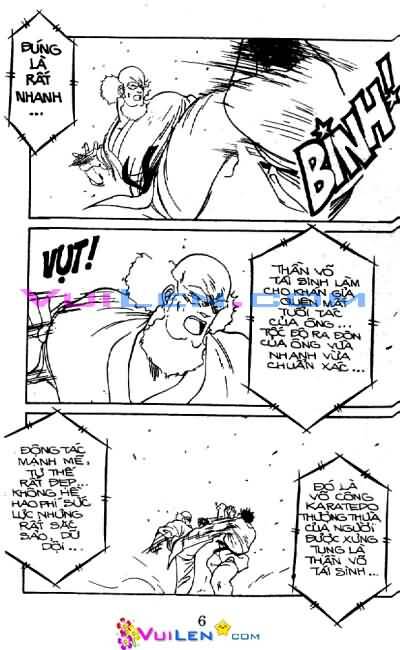 ĐÚNG
LÀ
RẤT
NHANH
...
BÌNH!
VỤT!
THẦN VÕ
TÁI SINH LÀM
CHO KHÁN GIẢ
QUÊN MẤT
TUỔI TÁC
CỦA ÔNG...
TỐC ĐỘ RA ĐÒN
CỦA ÔNG VỪA
NHANH VỪA
CHUẨN XÁC...
VUILEN.COM
ĐỘNG TÁC
MẠNH MẼ,
TƯ THẾ
RẤT ĐẸP...
KHÔNG HỀ
HAO PHÍ SỨC
LỰC NHƯNG
RẤT SẮC
SẢO, DỮ
DỘI...
ĐÓ LÀ
VÕ CÔNG
KARATEDO
THƯỢNG THỪA
CỦA NGƯỜI
ĐƯỢC XƯNG
TỤNG LÀ
THẦN VÕ
TÁI SINH...
6
VUILEN.COM